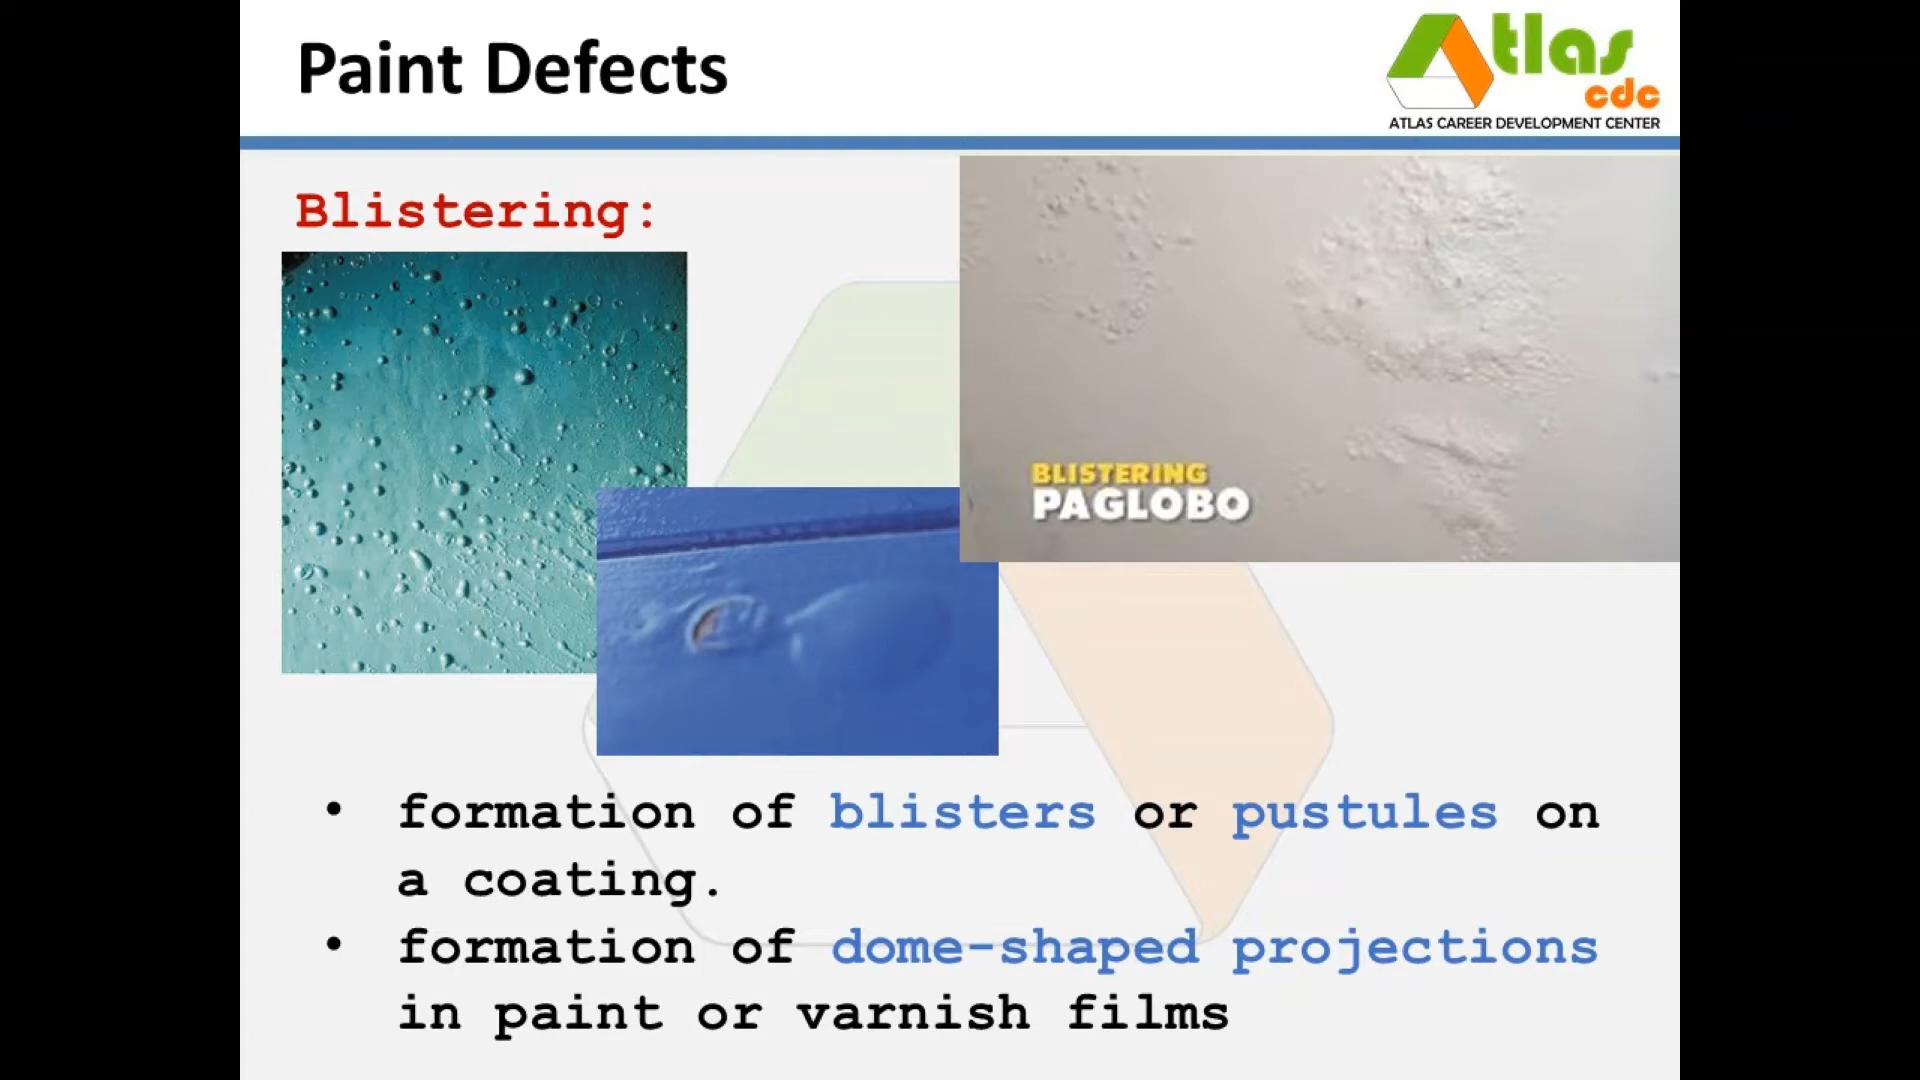 Paint Defects
Atlas
cdc
ATLAS CAREER DEVELOPMENT CENTER
Blistering:
BLISTERING
PAGLOBO
• formation of blisters or pustules on
a coating.
• formation of dome-shaped projections
in paint or varnish films